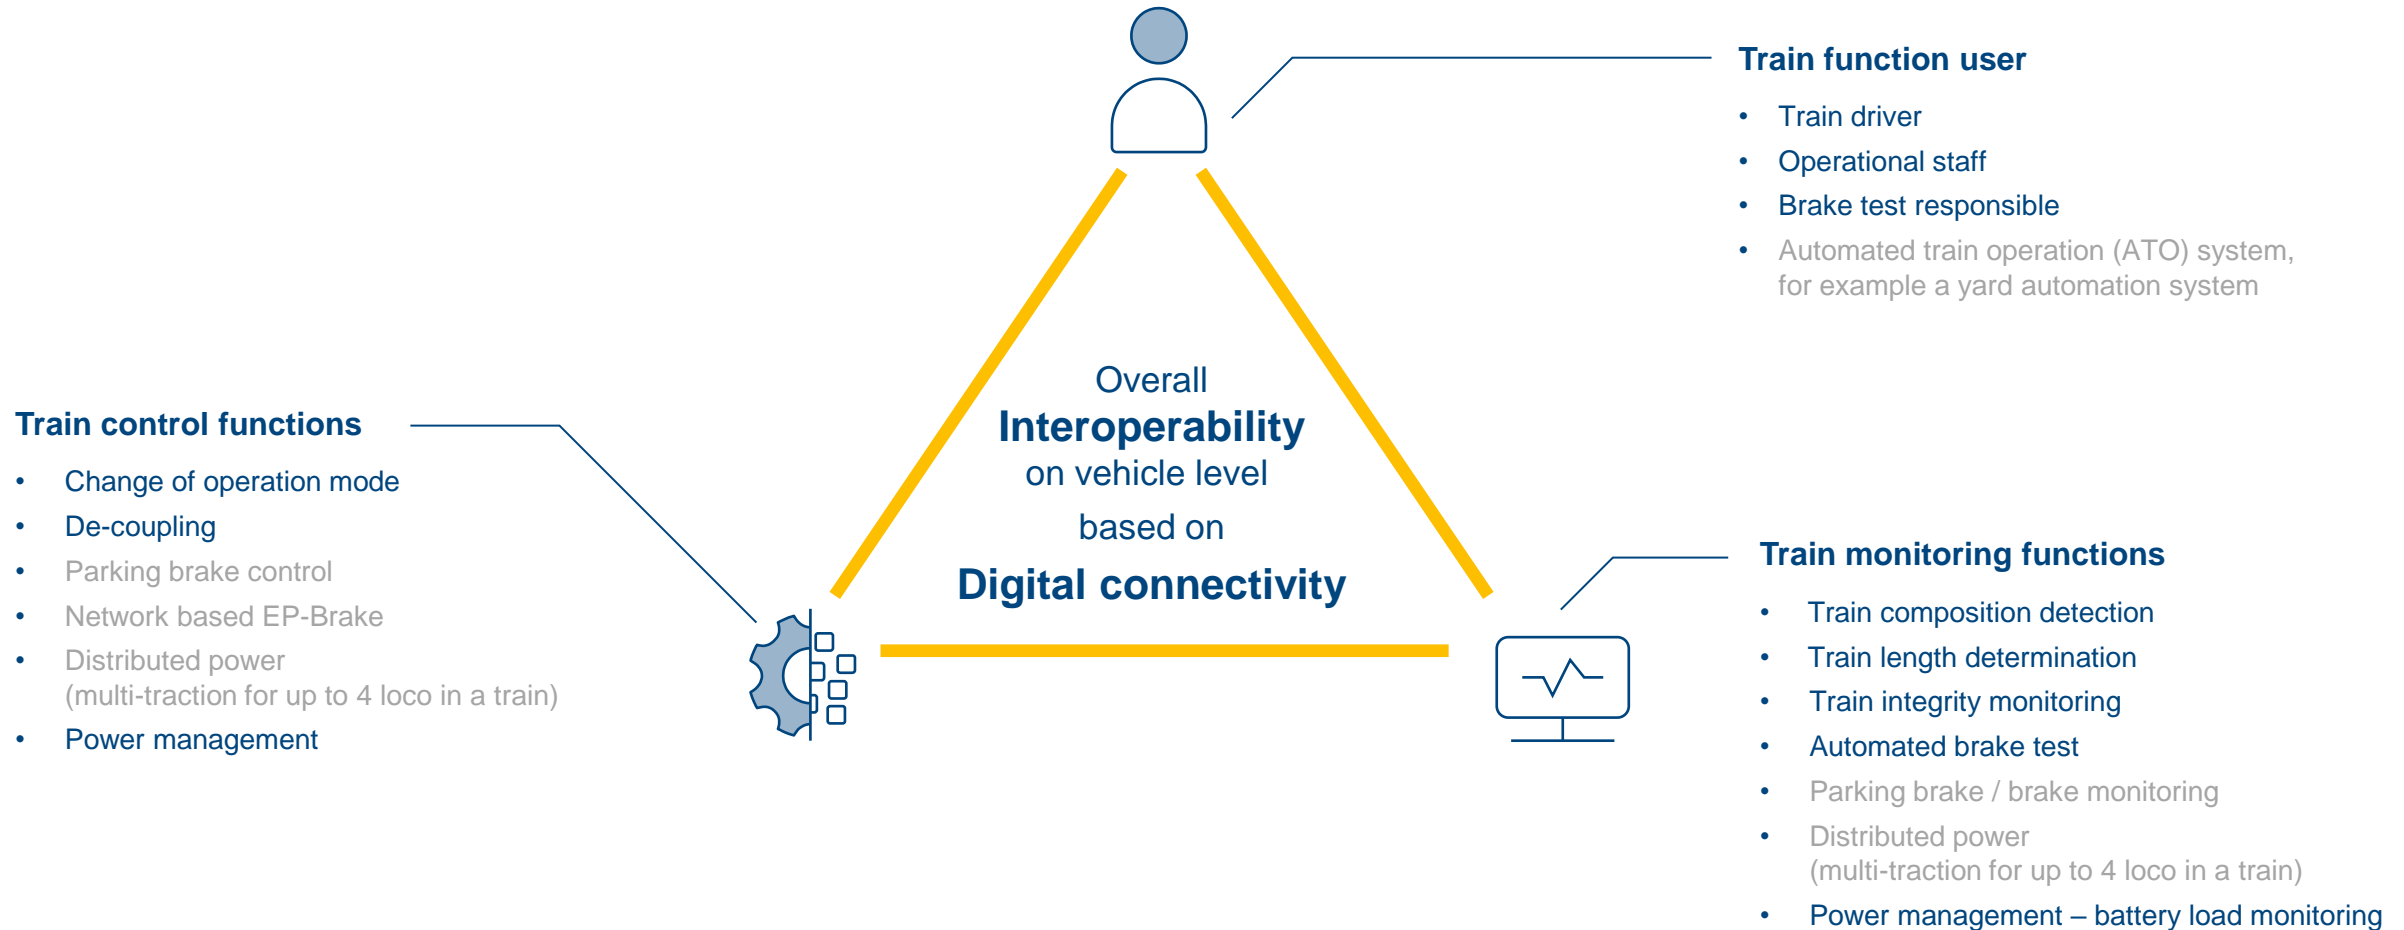 Train function user
• Train driver
• Operational staff
• Brake test responsible
• Automated train operation (ATO) system,
for example a yard automation system
Overall
Interoperability
on vehicle level
based on
Digital connectivity
Train control functions
• Change of operation mode
• De-coupling
• Parking brake control
• Network based EP-Brake
• Distributed power
(multi-traction for up to 4 loco in a train)
• Power management
Train monitoring functions
• Train composition detection
• Train length determination
• Train integrity monitoring
• Automated brake test
• Parking brake / brake monitoring
• Distributed power
(multi-traction for up to 4 loco in a train)
• Power management – battery load monitoring